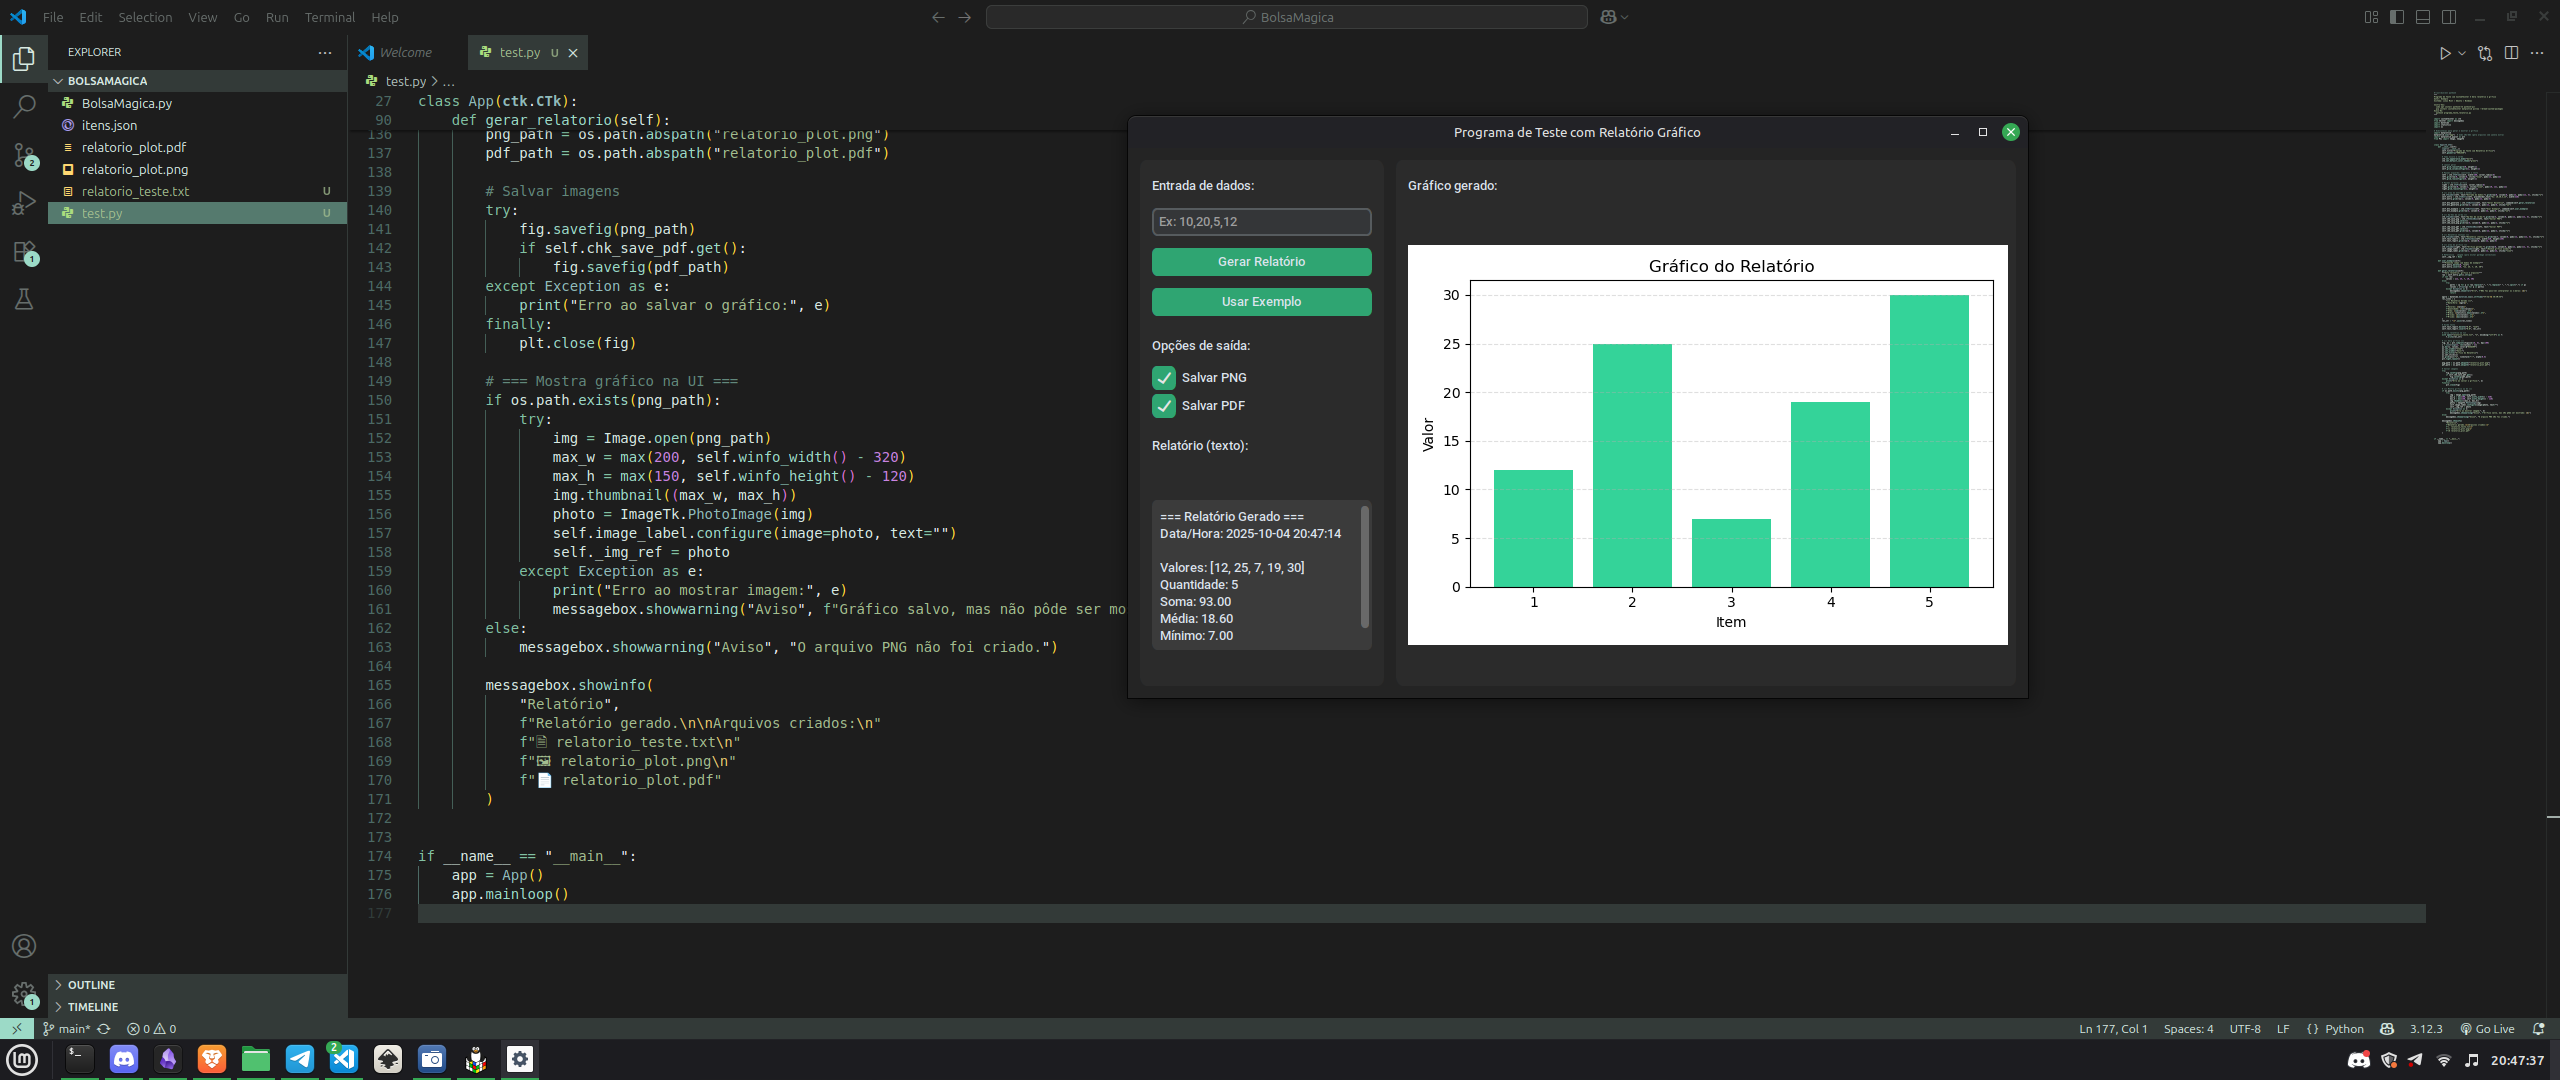 File Edit Selection View Go Run Terminal Help
BolsaMagica
EXPLORER
BOLSAMAGICA
BolsaMagica.py
itens.json
relatorio_plot.pdf
relatorio_plot.png
relatorio_teste.txt U
test.py U
2
1
OUTLINE
TIMELINE
1
Welcome
test.py U
test.py > ...
27 class App(ctk.CTk):
90 def gerar_relatorio(self):
136 png_path = os.path.abspath("relatorio_plot.png")
137 pdf_path = os.path.abspath("relatorio_plot.pdf")
138
139 # Salvar imagens
140 try:
141 fig.savefig(png_path)
142 if self.chk_save_pdf.get():
143 fig.savefig(pdf_path)
144 except Exception as e:
145 print("Erro ao salvar o gráfico:", e)
146 finally:
147 plt.close(fig)
148
149 # === Mostra gráfico na UI ===
150 if os.path.exists(png_path):
151 try:
152 img = Image.open(png_path)
153 max_w = max(200, self.winfo_width() - 320)
154 max_h = max(150, self.winfo_height() - 120)
155 img.thumbnail((max_w, max_h))
156 photo = ImageTk.PhotoImage(img)
157 self.image_label.configure(image=photo, text="")
158 self._img_ref = photo
159 except Exception as e:
160 print("Erro ao mostrar imagem:", e)
161 messagebox.showwarning("Aviso", f"Gráfico salvo, mas não pôde ser mo
162 else:
163 messagebox.showwarning("Aviso", "O arquivo PNG não foi criado.")
164
165 messagebox.showinfo(
166 "Relatório",
167 f"Relatório gerado.\n\nArquivos criados:\n"
168 f"🗎 relatorio_teste.txt\n"
169 f"🖼 relatorio_plot.png\n"
170 f"📄 relatorio_plot.pdf"
171 )
172
173
174 if __name__ == "__main__":
175 app = App()
176 app.mainloop()
177
Programa de Teste com Relatório Gráfico
Entrada de dados:
Ex: 10,20,5,12
Gerar Relatório
Usar Exemplo
Opções de saída:
Salvar PNG
Salvar PDF
Relatório (texto):
=== Relatório Gerado ===
Data/Hora: 2025-10-04 20:47:14
Valores: [12, 25, 7, 19, 30]
Quantidade: 5
Soma: 93.00
Média: 18.60
Mínimo: 7.00
Gráfico gerado:
Gráfico do Relatório
30
25
20
15
10
5
0
Valor
1 2 3 4 5
Item
main* 0 0
Ln 177, Col 1 Spaces: 4 UTF-8 LF {} Python 3.12.3 Go Live
2
20:47:37